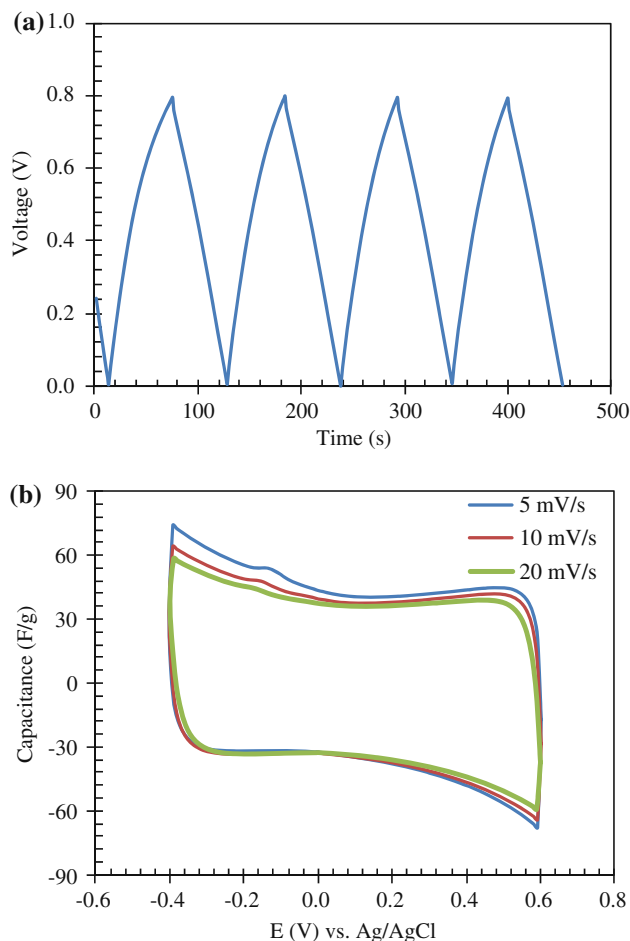 (a)
1.0
0.8
0.6
0.4
0.2
0.0
Voltage (V)
0 100 200 300 400 500
Time (s)
(b)
90
60
30
0
-30
-60
-90
Capacitance (F/g)
5 mV/s
10 mV/s
20 mV/s
-0.6 -0.4 -0.2 0.0 0.2 0.4 0.6 0.8
E (V) vs. Ag/AgCl